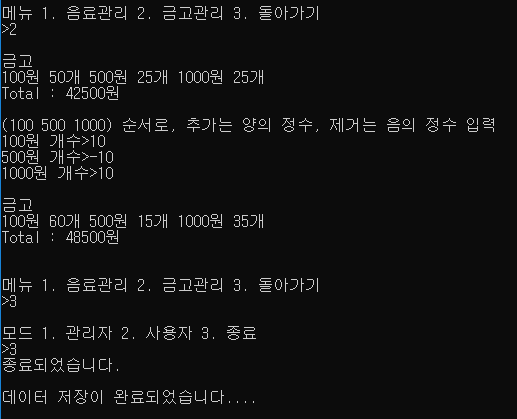 메뉴 1. 음료관리 2. 금고관리 3. 돌아가기
>2
금고
100원 50개 500원 25개 1000원 25개
Total : 42500원
(100 500 1000) 순서로, 추가는 양의 정수, 제거는 음의 정수 입력
100원 개수>10
500원 개수>-10
1000원 개수>10
금고
100원 60개 500원 15개 1000원 35개
Total : 48500원
메뉴 1. 음료관리 2. 금고관리 3. 돌아가기
>3
모드 1. 관리자 2. 사용자 3. 종료
>3
종료되었습니다.
데이터 저장이 완료되었습니다....